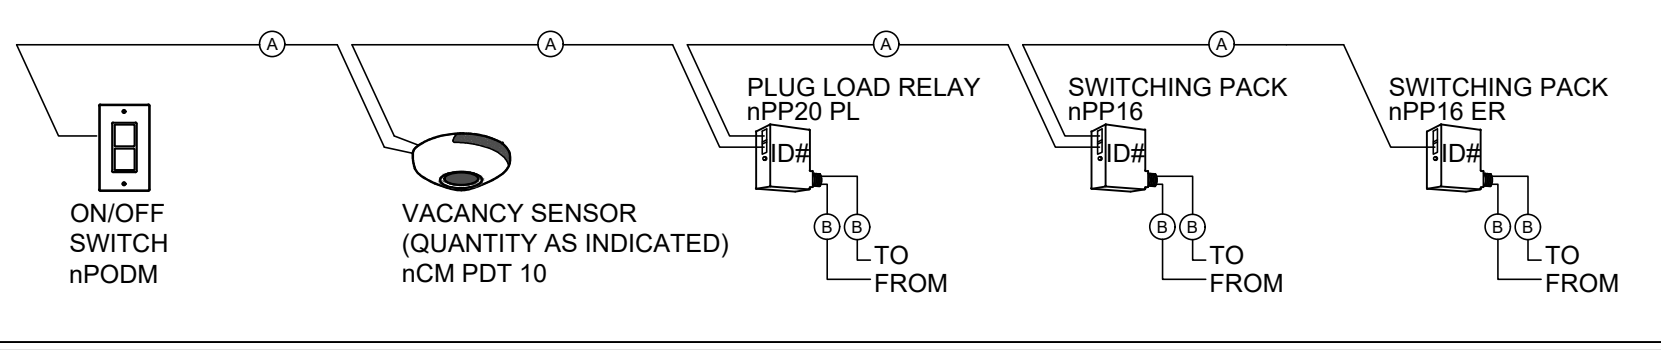 A
A
A
A
PLUG LOAD RELAY
nPP20 PL
SWITCHING PACK
nPP16
SWITCHING PACK
nPP16 ER
ID#
ID#
ID#
ON/OFF
SWITCH
nPODM
VACANCY SENSOR
(QUANTITY AS INDICATED)
nCM PDT 10
B B
TO
FROM
B B
TO
FROM
B B
TO
FROM